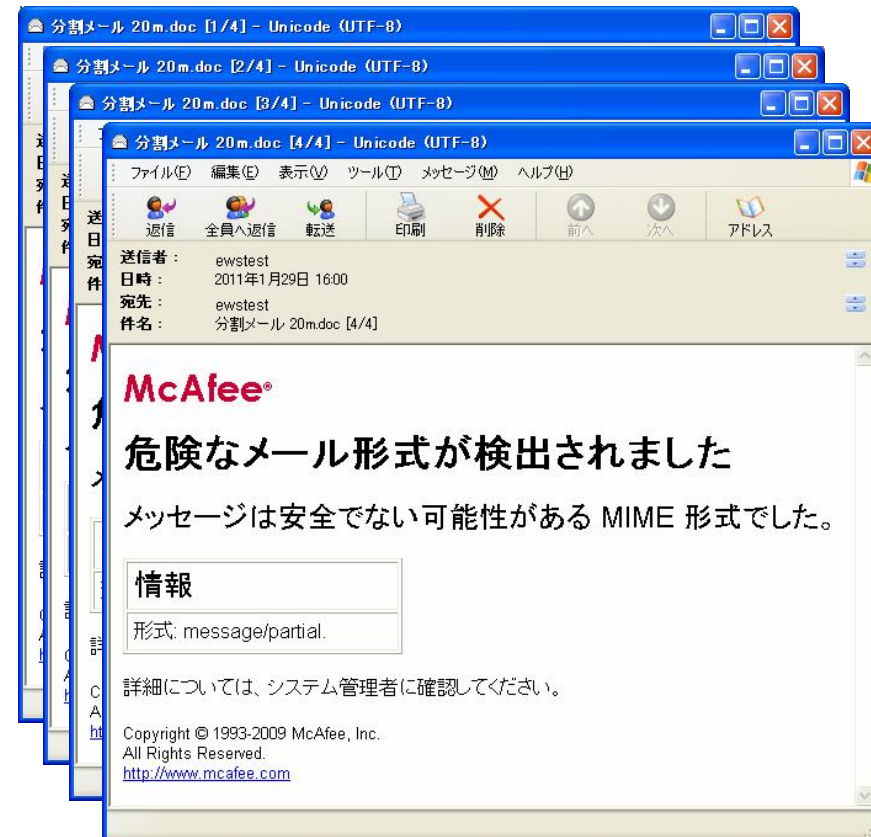 分割メール 20m.doc [1/4] - Unicode (UTF-8)
分割メール 20m.doc [2/4] - Unicode (UTF-8)
分割メール 20m.doc [3/4] - Unicode (UTF-8)
分割メール 20m.doc [4/4] - Unicode (UTF-8)
ファイル(F) 編集(E) 表示(V) ツール(T) メッセージ(M) ヘルプ(H)
返信 全員へ返信 転送 印刷 削除 前へ 次へ アドレス
送信者: ewstest
日時: 2011年1月29日 16:00
宛先: ewstest
件名: 分割メール 20m.doc [4/4]
McAfee®
危険なメール形式が検出されました
メッセージは安全でない可能性がある MIME 形式でした。
情報
形式: message/partial.
詳細については、システム管理者に確認してください。
Copyright © 1993-2009 McAfee, Inc.
All Rights Reserved.
http://www.mcafee.com